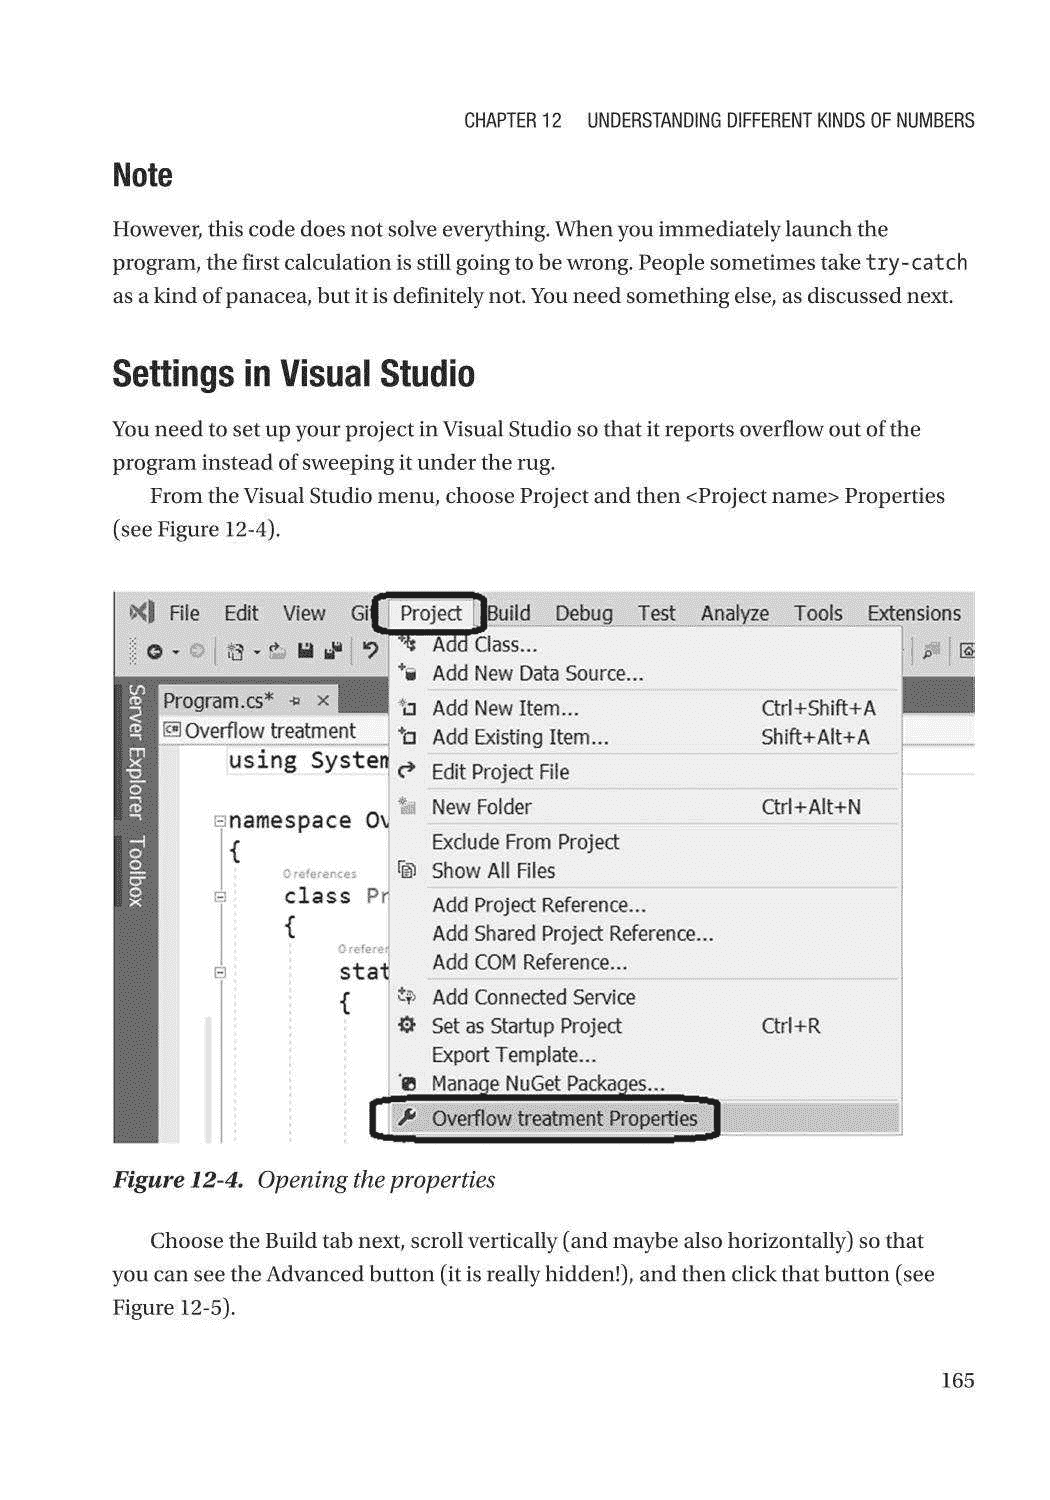 CHAPTER 12 UNDERSTANDING DIFFERENT KINDS OF NUMBERS
Note
However, this code does not solve everything. When you immediately launch the
program, the first calculation is still going to be wrong. People sometimes take try-catch
as a kind of panacea, but it is definitely not. You need something else, as discussed next.
Settings in Visual Studio
You need to set up your project in Visual Studio so that it reports overflow out of the
program instead of sweeping it under the rug.
From the Visual Studio menu, choose Project and then <Project name> Properties
(see Figure 12-4).
File Edit View Gi Project Build Debug Test Analyze Tools Extensions
Add Class...
Add New Data Source...
Add New Item... Ctrl+Shift+A
Add Existing Item... Shift+Alt+A
Edit Project File
New Folder Ctrl+Alt+N
Exclude From Project
Show All Files
Add Project Reference...
Add Shared Project Reference...
Add COM Reference...
Add Connected Service
Set as Startup Project Ctrl+R
Export Template...
Manage NuGet Packages...
Overflow treatment Properties
Server Explorer
Toolbox
Program.cs*
C# Overflow treatment
using System
namespace Ov
{
0 references
class Pr
{
0 referen
stat
{
Figure 12-4. Opening the properties
Choose the Build tab next, scroll vertically (and maybe also horizontally) so that
you can see the Advanced button (it is really hidden!), and then click that button (see
Figure 12-5).
165